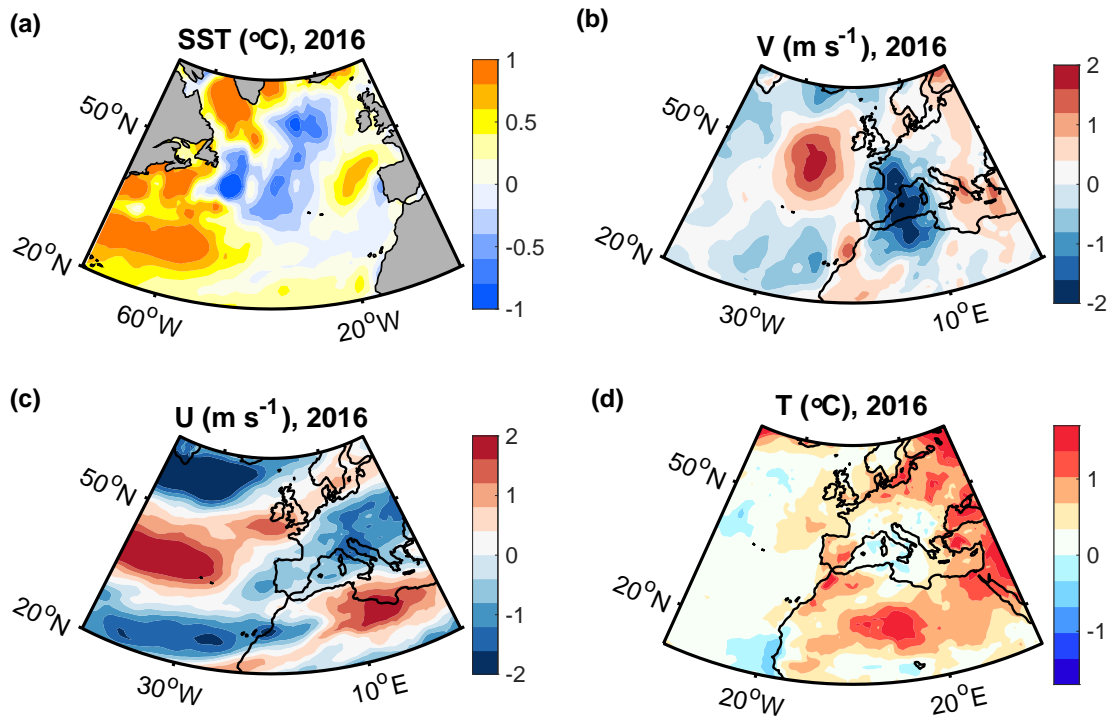 (a)
SST (°C), 2016
50°N
20°N
60°W
20°W
1
0.5
0
-0.5
-1
(b)
V (m s⁻¹), 2016
50°N
20°N
30°W
10°E
2
1
0
-1
-2
(c)
U (m s⁻¹), 2016
50°N
20°N
30°W
10°E
2
1
0
-1
-2
(d)
T (°C), 2016
50°N
20°N
20°W
20°E
1
0
-1